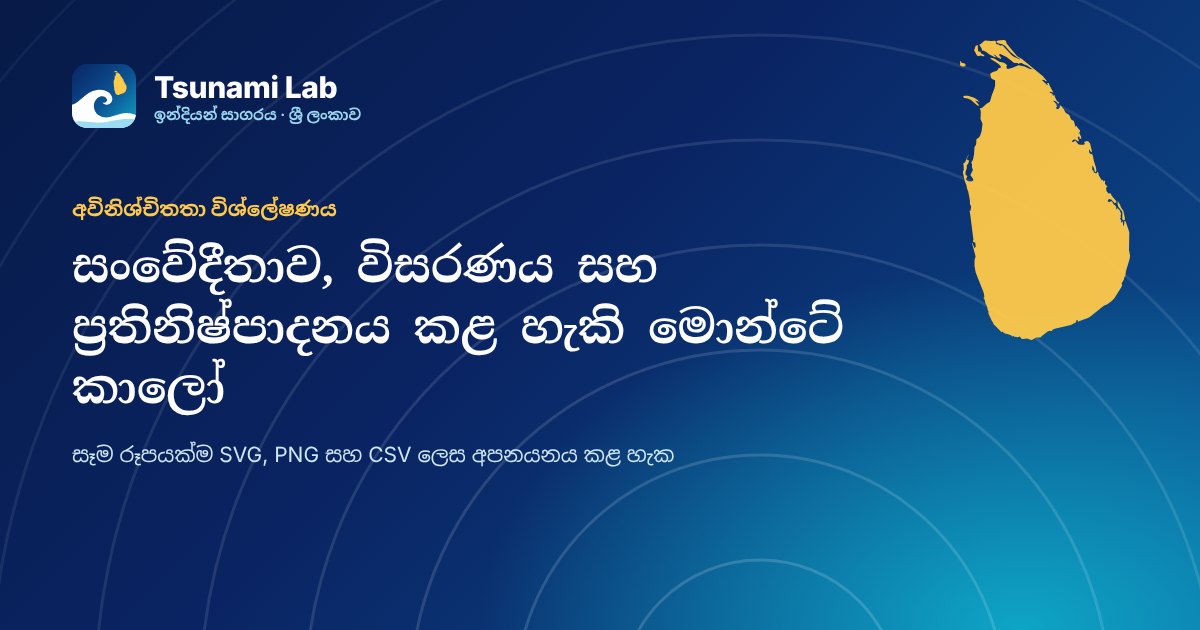 Tsunami Lab
ඉන්දියන් සාගරය · ශ්‍රී ලංකාව
අවිනිශ්චිතතා විශ්ලේෂණය
සංවේදීතාව, විසරණය සහ
ප්‍රතිනිෂ්පාදනය කළ හැකි මොන්ටේ
කාලෝ
සෑම රූපයක්ම SVG, PNG සහ CSV ලෙස අපනයනය කළ හැක